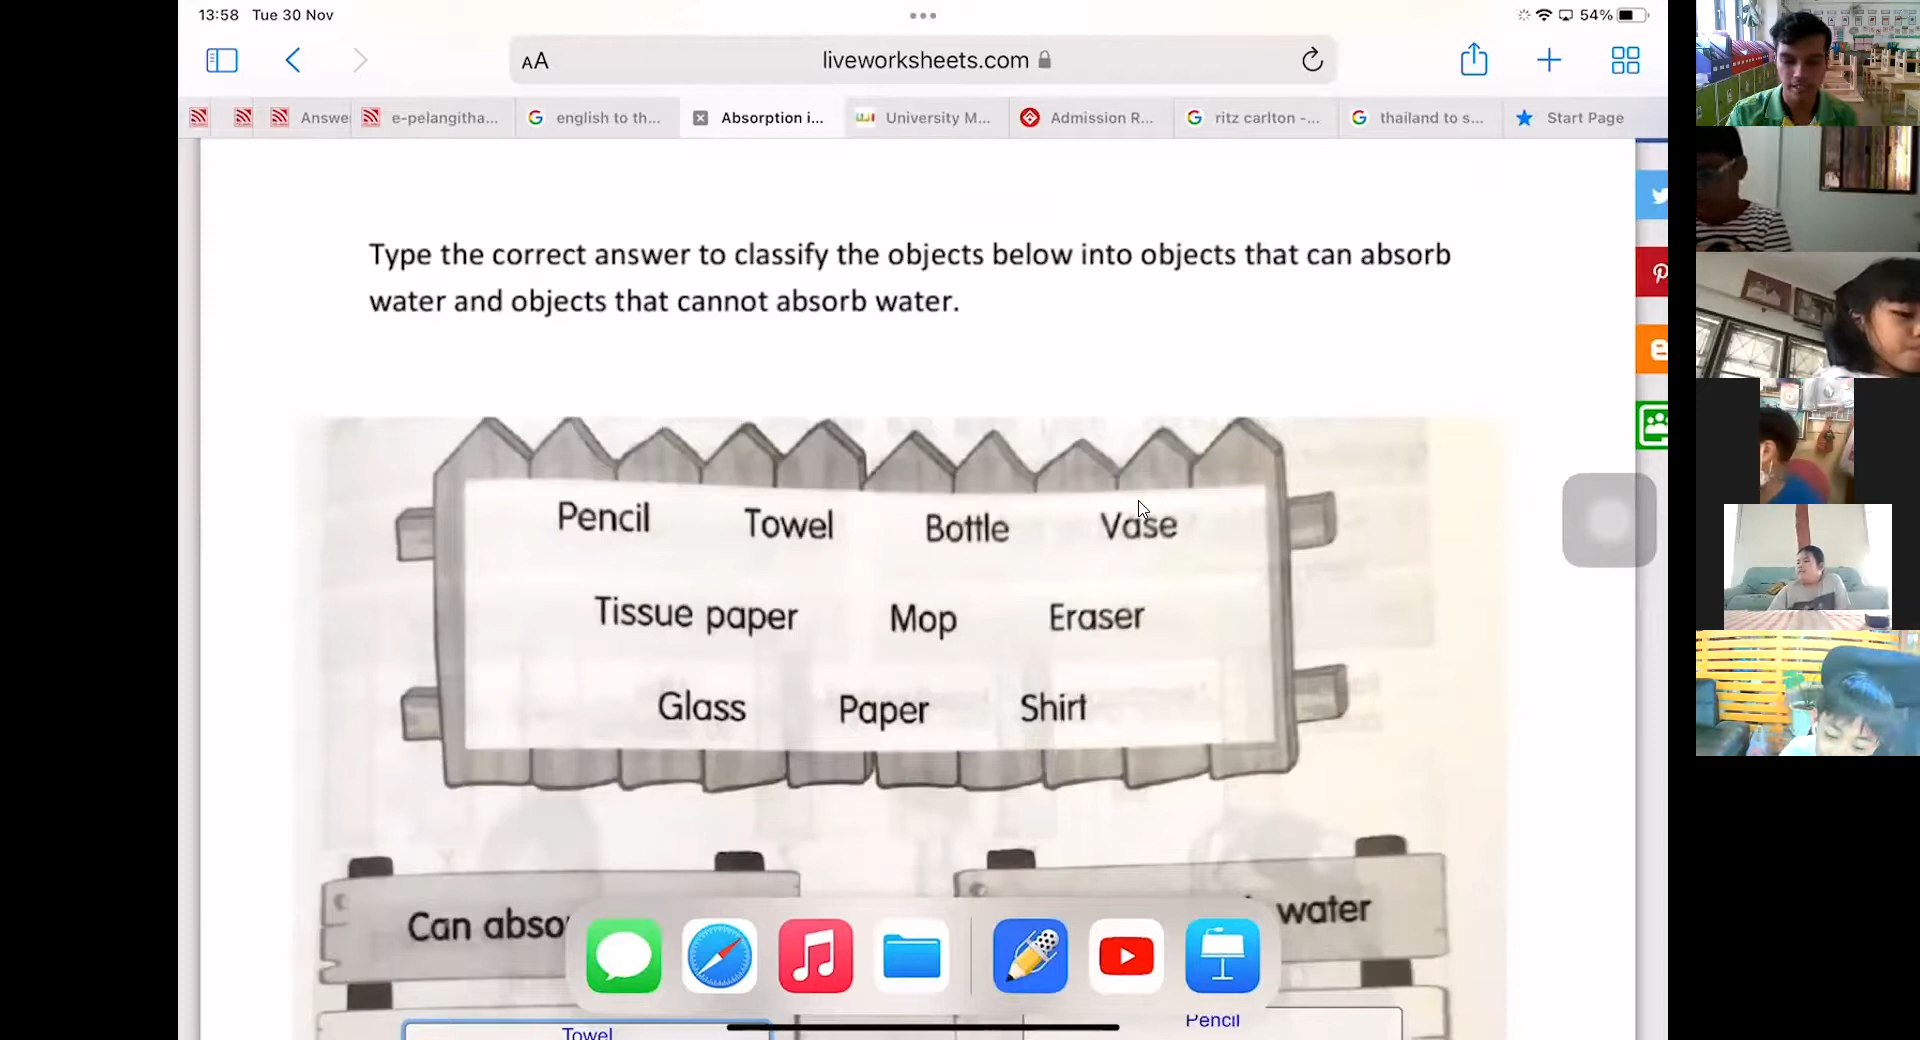 13:58 Tue 30 Nov
54%
AA liveworksheets.com
Answe e-pelangitha... english to th... Absorption i... University M... Admission R... ritz carlton -... thailand to s... Start Page
Type the correct answer to classify the objects below into objects that can absorb
water and objects that cannot absorb water.
Pencil Towel Bottle Vase
Tissue paper Mop Eraser
Glass Paper Shirt
Can abso water
Towel Pencil